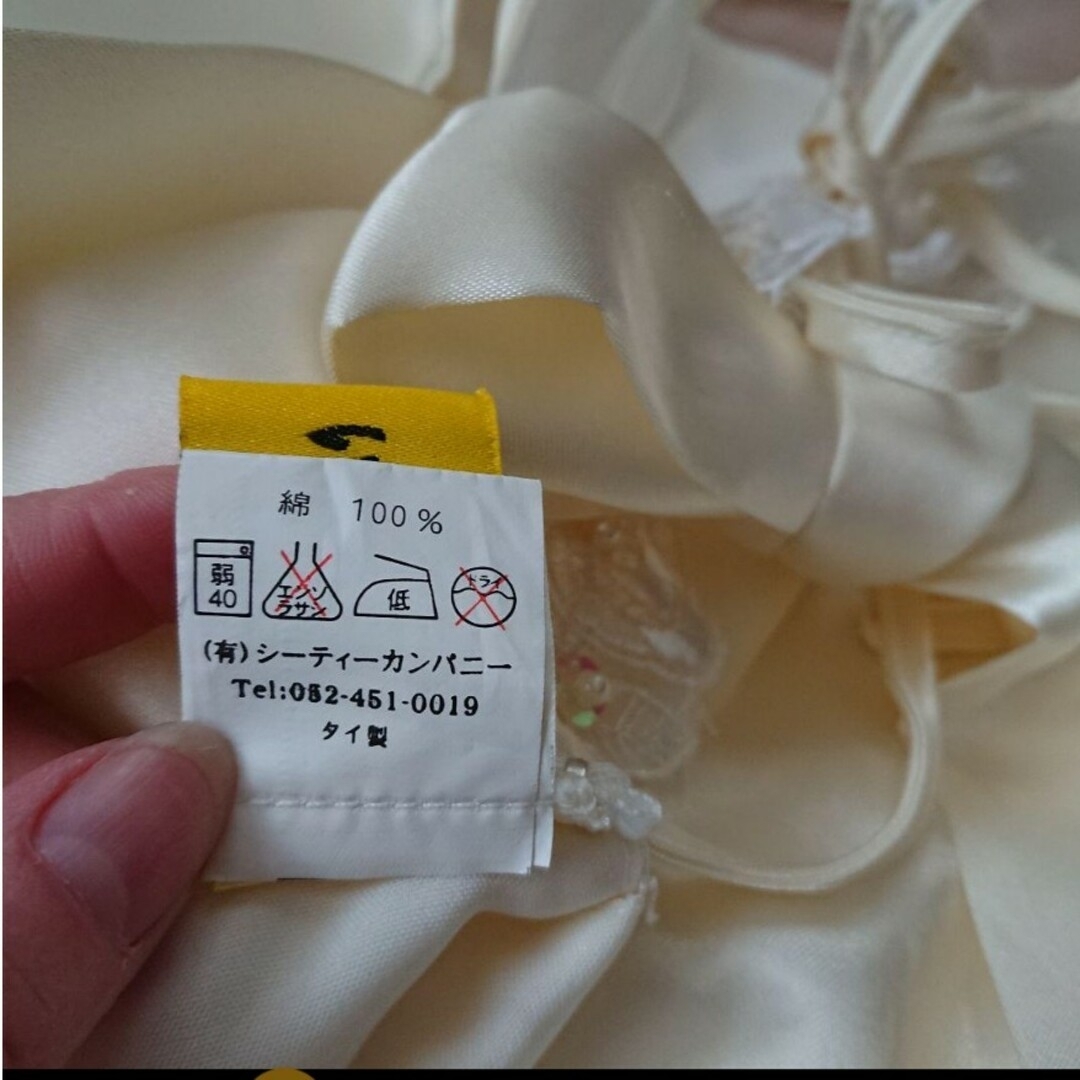 綿 100%
弱
40
エンソ
ラサン
低
ドライ
(有)シーティーカンパニー
Tel:052-451-0019
タイ製